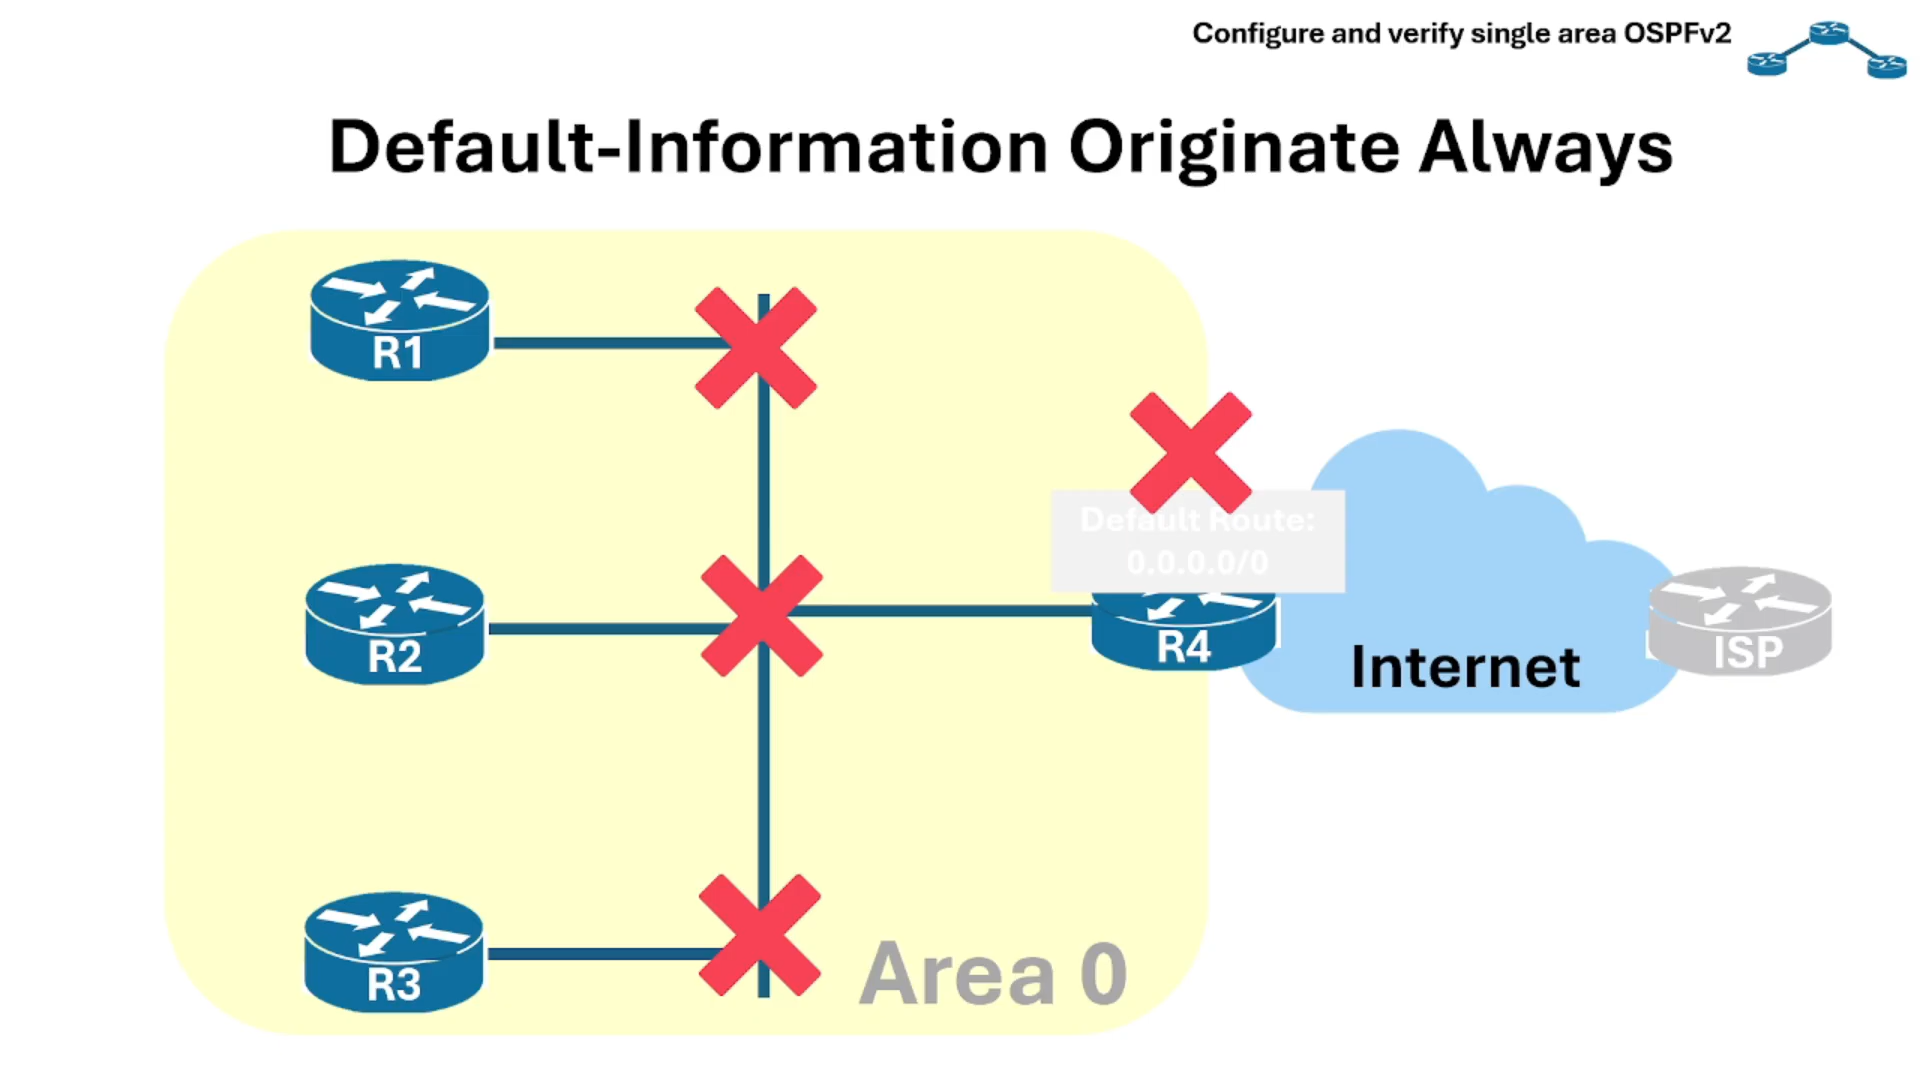 Configure and verify single area OSPFv2
Default-Information Originate Always
R1
Default Route:
0.0.0.0/0
R2
R4
Internet
ISP
R3
Area 0